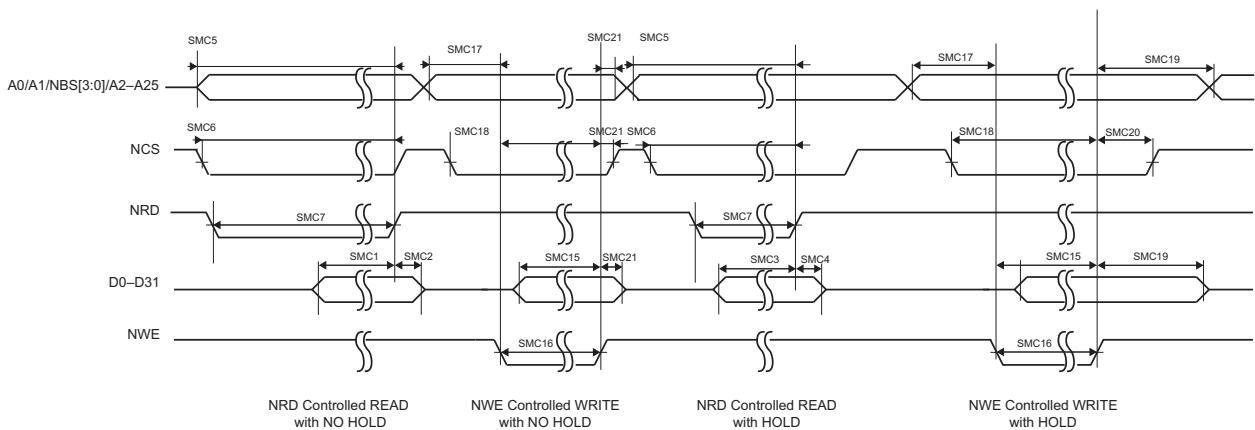 SMC5
SMC17
SMC21
SMC5
SMC17
SMC19
A0/A1/NBS[3:0]/A2–A25
SMC6
SMC18
SMC21
SMC6
SMC18
SMC20
NCS
NRD
SMC7
SMC7
SMC1
SMC2
SMC15
SMC21
SMC3
SMC4
SMC15
SMC19
D0–D31
NWE
SMC16
SMC16
NRD Controlled READ
with NO HOLD
NWE Controlled WRITE
with NO HOLD
NRD Controlled READ
with HOLD
NWE Controlled WRITE
with HOLD